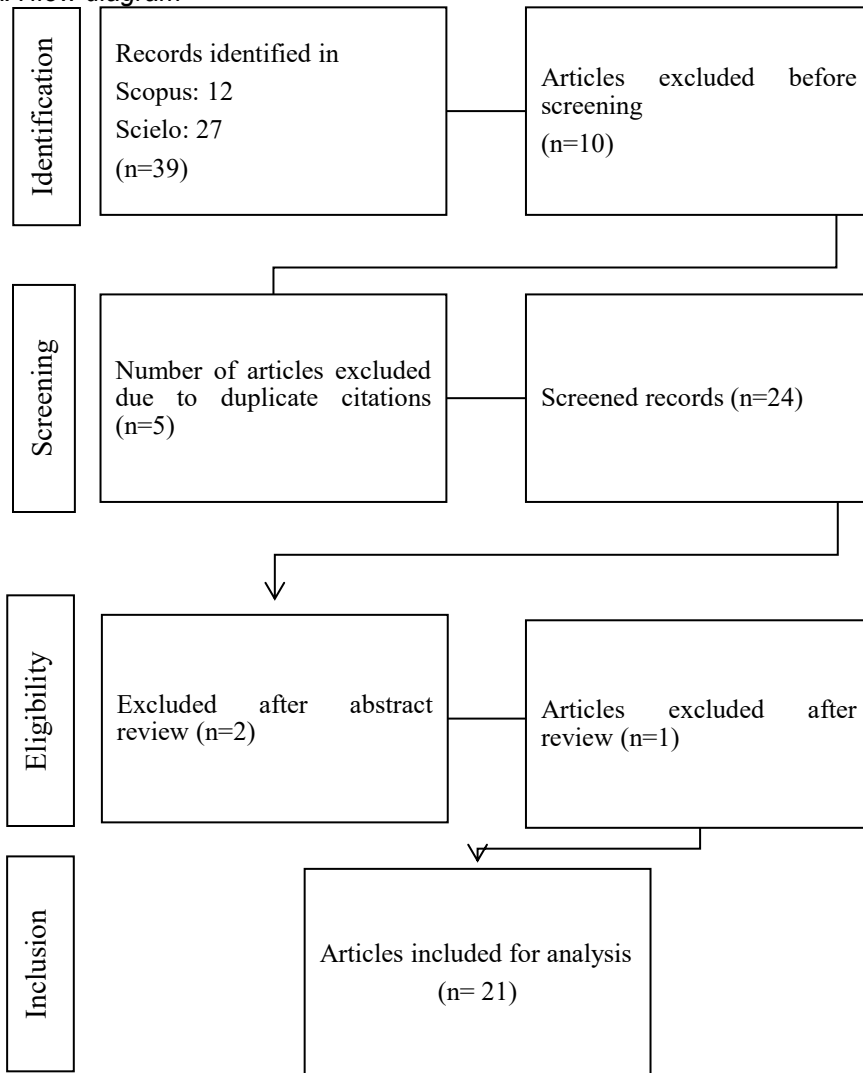 flow diagram
Identification
Records identified in
Scopus: 12
Scielo: 27
(n=39)
Articles excluded before
screening
(n=10)
Screening
Number of articles excluded
due to duplicate citations
(n=5)
Screened records (n=24)
Eligibility
Excluded after abstract
review (n=2)
Articles excluded after
review (n=1)
Inclusion
Articles included for analysis
(n= 21)